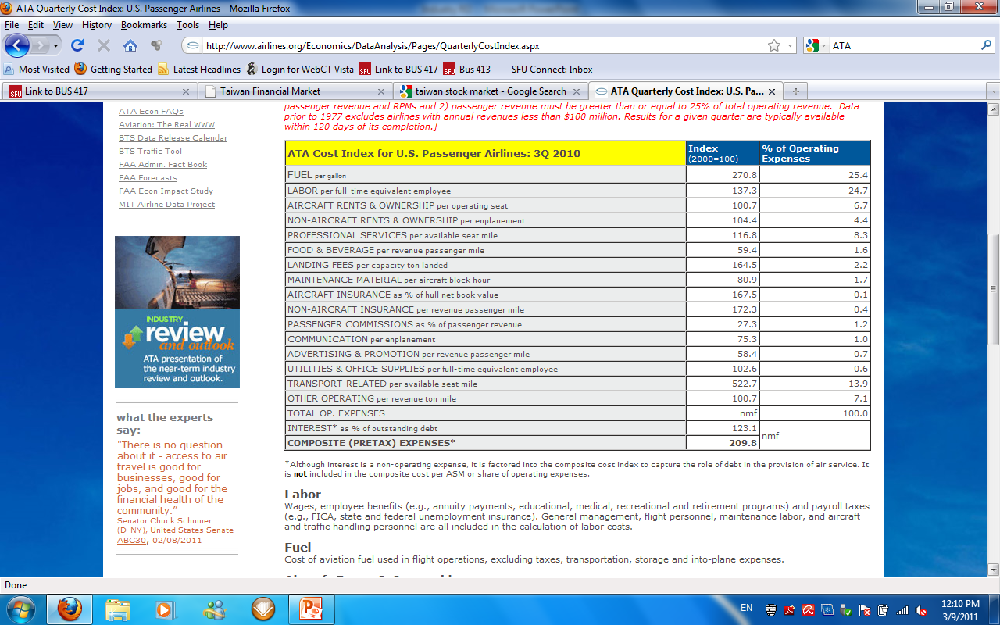 ATA Quarterly Cost Index: U.S. Passenger Airlines - Mozilla Firefox
File Edit View History Bookmarks Tools Help
http://www.airlines.org/Economics/DataAnalysis/Pages/QuarterlyCostIndex.aspx ATA
Most Visited Getting Started Latest Headlines Login for WebCT Vista SFU Link to BUS 417 SFU Bus 413 SFU Connect: Inbox
SFU Link to BUS 417 Taiwan Financial Market taiwan stock market - Google Search ATA Quarterly Cost Index: U.S. Pa...
ATA Econ FAQs
Aviation: The Real WWW
BTS Data Release Calendar
BTS Traffic Tool
FAA Admin. Fact Book
FAA Forecasts
FAA Econ Impact Study
MIT Airline Data Project
INDUSTRY
review
and outlook
ATA presentation of
the near-term industry
review and outlook.
what the experts
say:
"There is no question
about it - access to air
travel is good for
businesses, good for
jobs, and good for the
financial health of the
community."
Senator Chuck Schumer
(D-NY), United States Senate
ABC30, 02/08/2011
passenger revenue and RPMs and 2) passenger revenue must be greater than or equal to 25% of total operating revenue. Data
prior to 1977 excludes airlines with annual revenues less than $100 million. Results for a given quarter are typically available
within 120 days of its completion.]
ATA Cost Index for U.S. Passenger Airlines: 3Q 2010 Index (2000=100) % of Operating Expenses
FUEL per gallon 270.8 25.4
LABOR per full-time equivalent employee 137.3 24.7
AIRCRAFT RENTS & OWNERSHIP per operating seat 100.7 6.7
NON-AIRCRAFT RENTS & OWNERSHIP per enplanement 104.4 4.4
PROFESSIONAL SERVICES per available seat mile 116.8 8.3
FOOD & BEVERAGE per revenue passenger mile 59.4 1.6
LANDING FEES per capacity ton landed 164.5 2.2
MAINTENANCE MATERIAL per aircraft block hour 80.9 1.7
AIRCRAFT INSURANCE as % of hull net book value 167.5 0.1
NON-AIRCRAFT INSURANCE per revenue passenger mile 172.3 0.4
PASSENGER COMMISSIONS as % of passenger revenue 27.3 1.2
COMMUNICATION per enplanement 75.3 1.0
ADVERTISING & PROMOTION per revenue passenger mile 58.4 0.7
UTILITIES & OFFICE SUPPLIES per full-time equivalent employee 102.6 0.6
TRANSPORT-RELATED per available seat mile 522.7 13.9
OTHER OPERATING per revenue ton mile 100.7 7.1
TOTAL OP. EXPENSES nmf 100.0
INTEREST* as % of outstanding debt 123.1 nmf
COMPOSITE (PRETAX) EXPENSES* 209.8
*Although interest is a non-operating expense, it is factored into the composite cost index to capture the role of debt in the provision of air service. It
is not included in the composite cost per ASM or share of operating expenses.
Labor
Wages, employee benefits (e.g., annuity payments, educational, medical, recreational and retirement programs) and payroll taxes
(e.g., FICA, state and federal unemployment insurance). General management, flight personnel, maintenance labor, and aircraft
and traffic handling personnel are all included in the calculation of labor costs.
Fuel
Cost of aviation fuel used in flight operations, excluding taxes, transportation, storage and into-plane expenses.
Done
EN 12:10 PM
3/9/2011